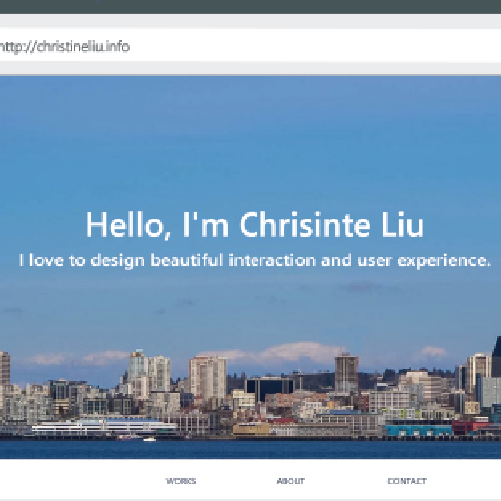 http://christineliu.info
Hello, I'm Chrisinte Liu
I love to design beautiful interaction and user experience.
WORKS ABOUT CONTACT